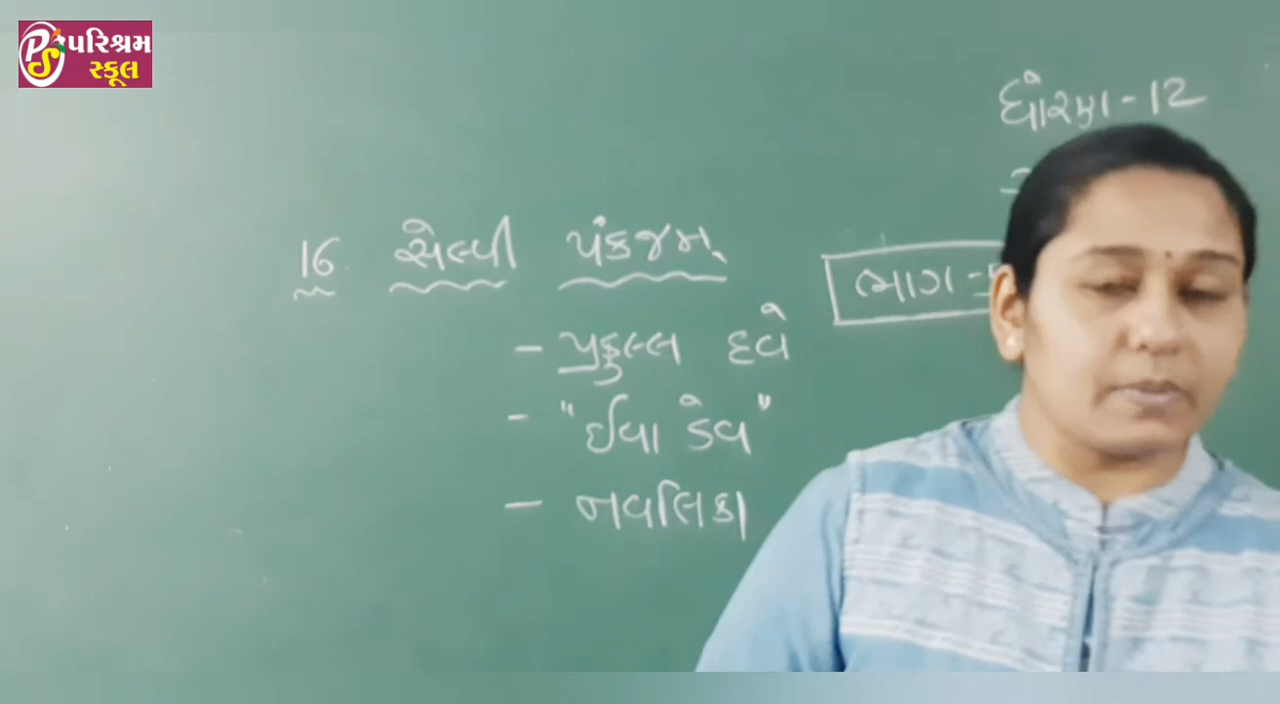 પરિશ્રમ
સ્કૂલ
ધોરણ - 12
16 સેલ્વી પંકજમ્
ભાગ -
- પ્રફુલ્લ દવે
- "ઈવા ડેવ"
- નવલિકા